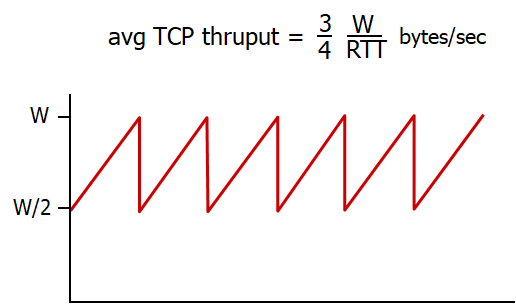 avg TCP thruput = 3/4 W/RTT bytes/sec
W
W/2